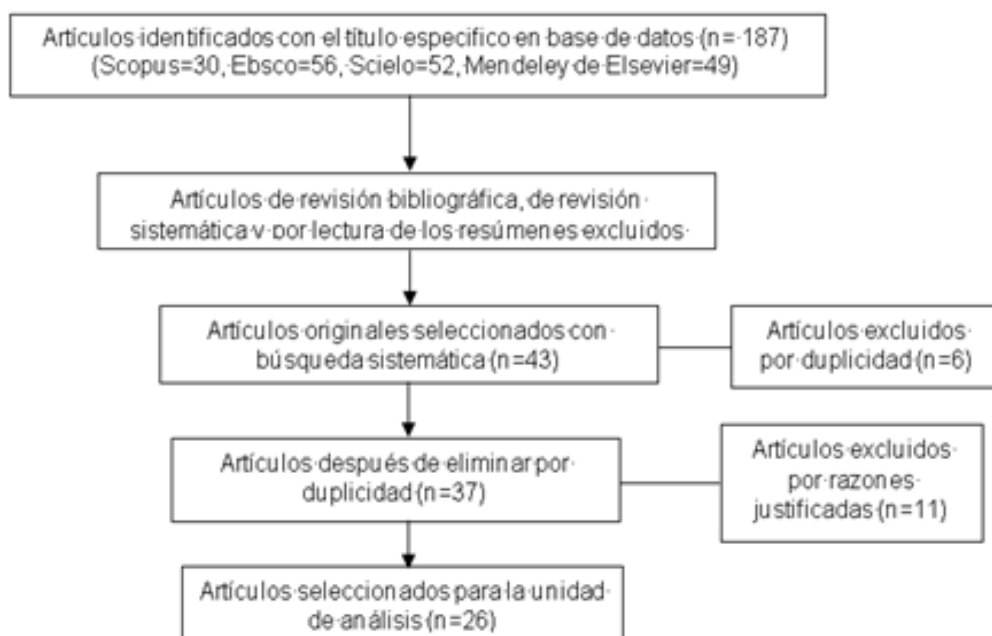 Artículos identificados con el título especifico en base de datos (n= 187)
(Scopus=30, Ebsco=56, Scielo=52, Mendeley de Elsevier=49)
Artículos de revisión bibliográfica, de revisión
sistemática y por lectura de los resúmenes excluidos
Artículos originales seleccionados con
búsqueda sistemática (n=43)
Artículos excluidos
por duplicidad (n=6)
Artículos después de eliminar por
duplicidad (n=37)
Artículos excluidos
por razones
justificadas (n=11)
Artículos seleccionados para la unidad
de análisis (n=26)